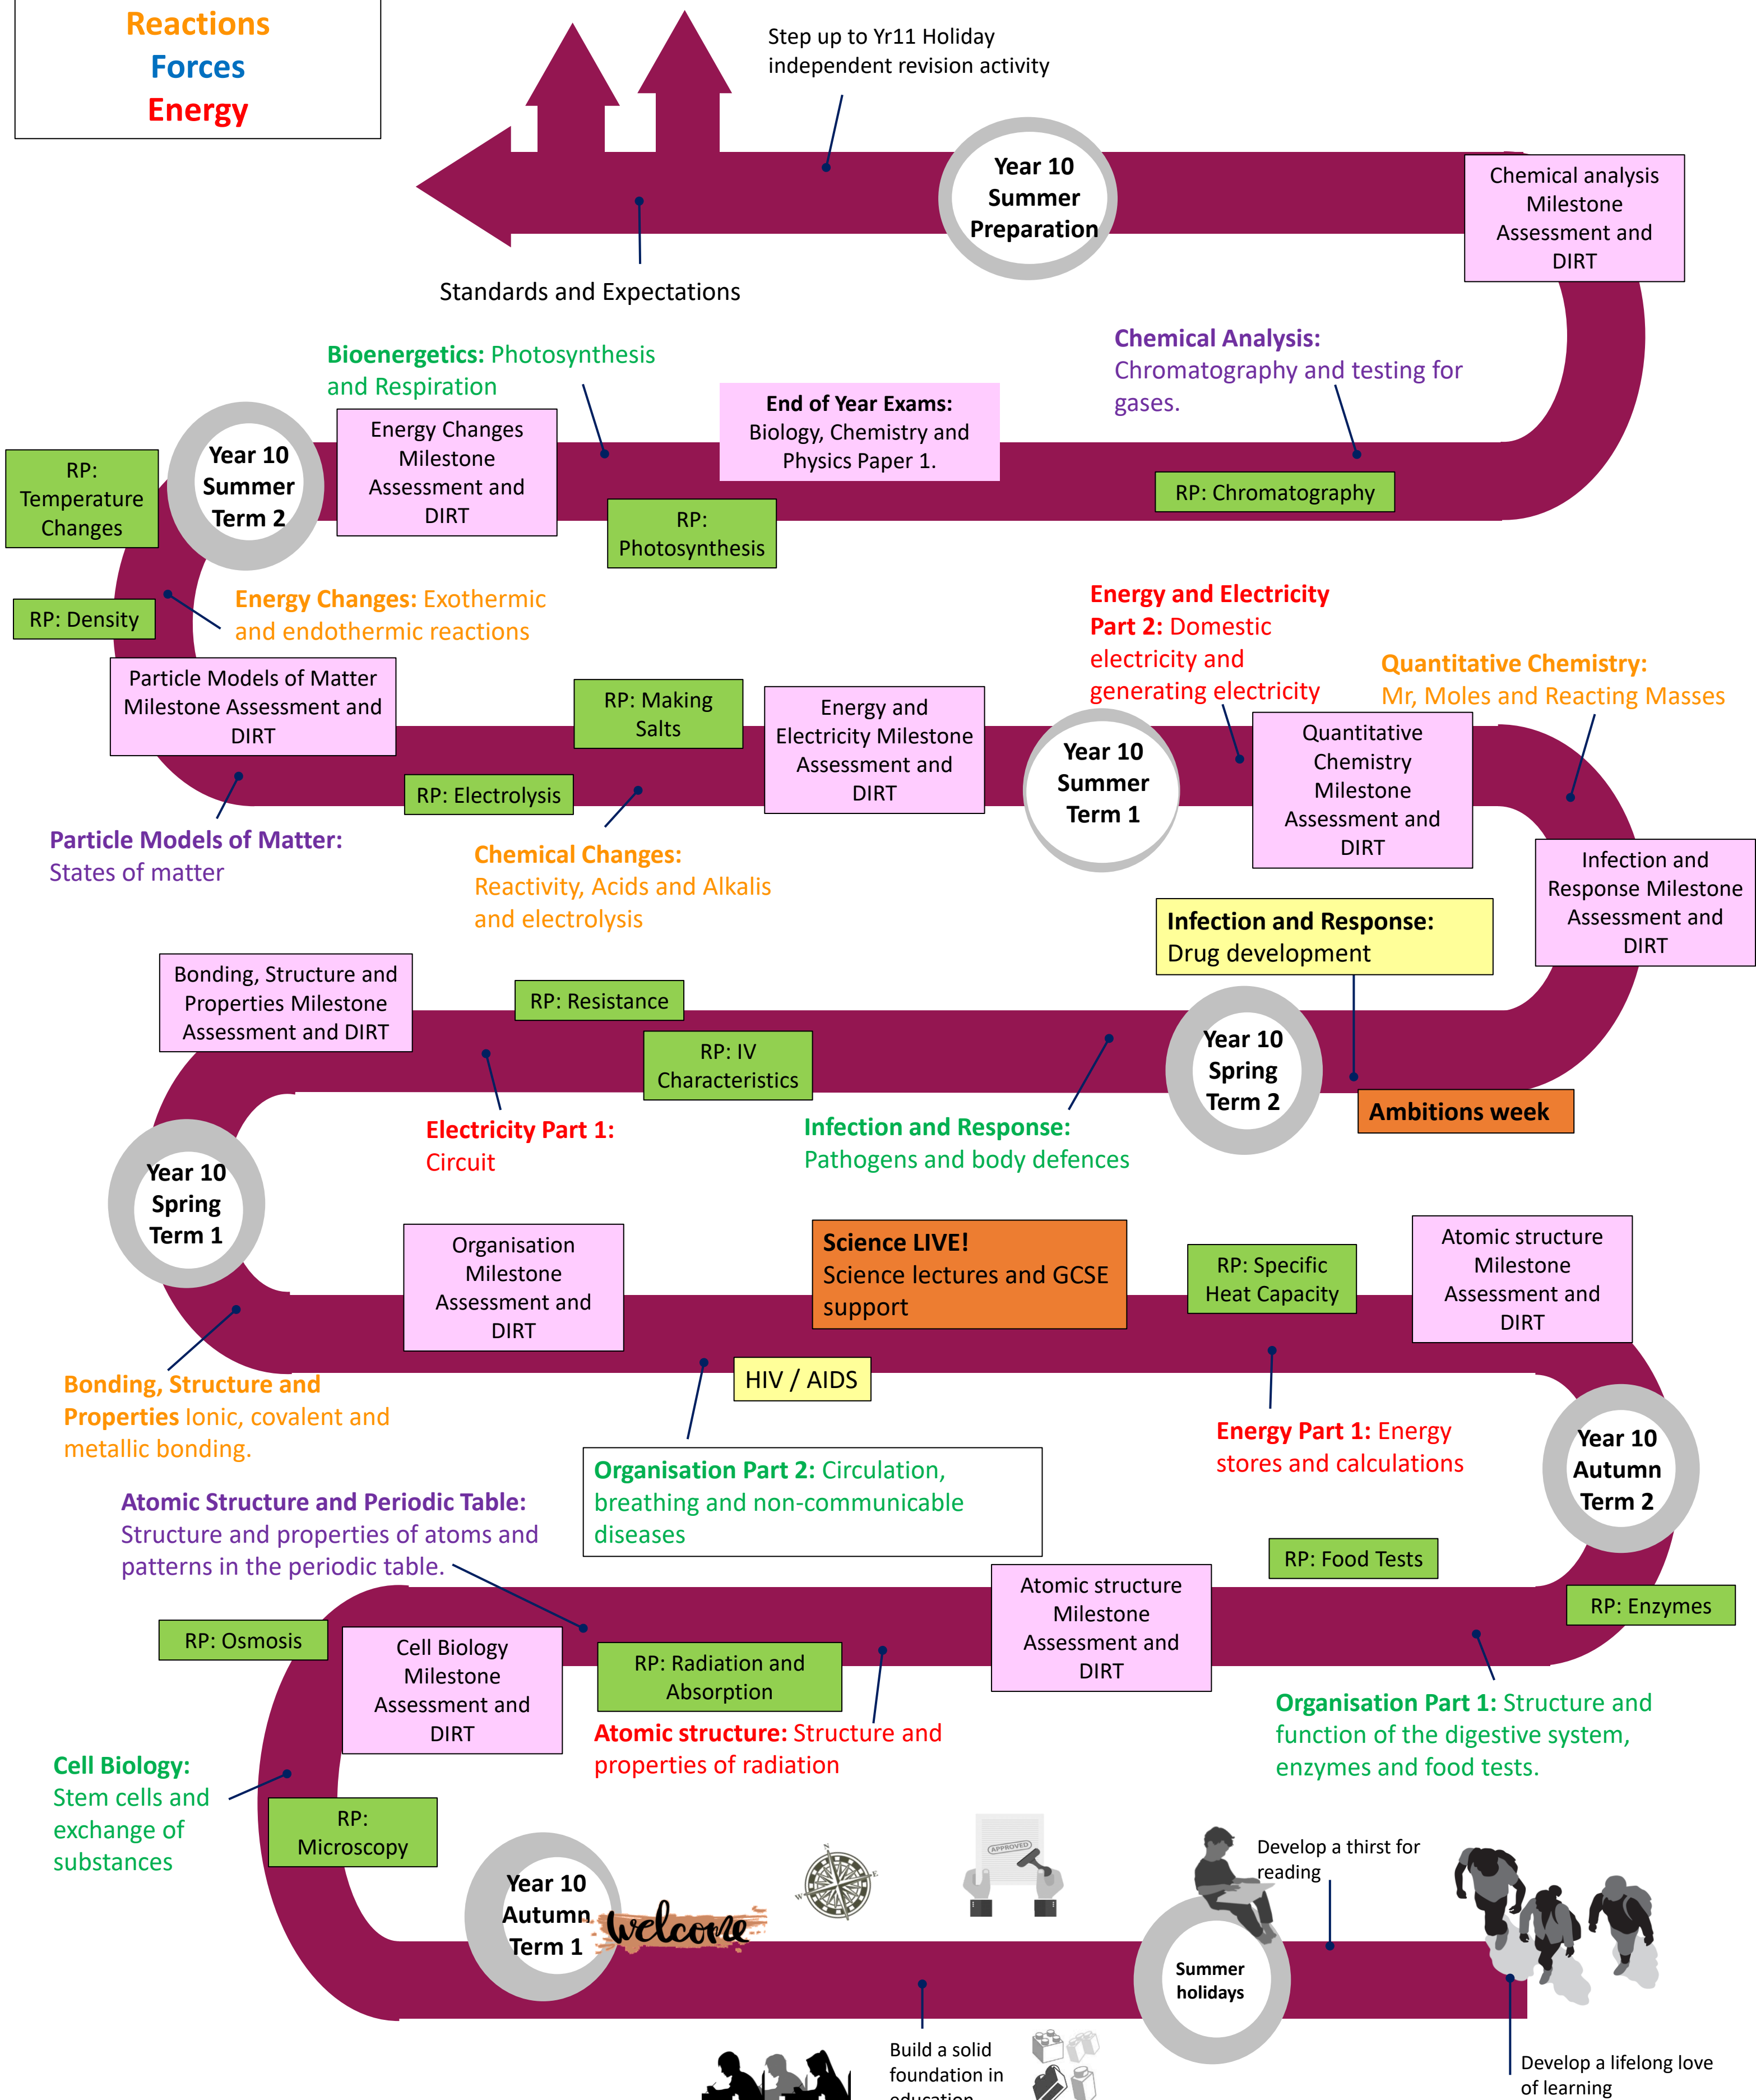 Reactions
Forces
Energy
Step up to Yr11 Holiday
independent revision activity
Year 10
Summer
Preparation
Chemical analysis
Milestone
Assessment and
DIRT
Standards and Expectations
Bioenergetics: Photosynthesis
and Respiration
End of Year Exams:
Biology, Chemistry and
Physics Paper 1.
Chemical Analysis:
Chromatography and testing for
gases.
RP:
Temperature
Changes
Year 10
Summer
Term 2
Energy Changes
Milestone
Assessment and
DIRT
RP:
Photosynthesis
RP: Chromatography
RP: Density
Energy Changes: Exothermic
and endothermic reactions
Energy and Electricity
Part 2: Domestic
electricity and
generating electricity
Quantitative Chemistry:
Mr, Moles and Reacting Masses
Particle Models of Matter
Milestone Assessment and
DIRT
RP: Making
Salts
RP: Electrolysis
Energy and
Electricity Milestone
Assessment and
DIRT
Year 10
Summer
Term 1
Quantitative
Chemistry
Milestone
Assessment and
DIRT
Particle Models of Matter:
States of matter
Chemical Changes:
Reactivity, Acids and Alkalis
and electrolysis
Infection and
Response Milestone
Assessment and
DIRT
Infection and Response:
Drug development
Bonding, Structure and
Properties Milestone
Assessment and DIRT
RP: Resistance
RP: IV
Characteristics
Year 10
Spring
Term 2
Ambitions week
Electricity Part 1:
Circuit
Infection and Response:
Pathogens and body defences
Year 10
Spring
Term 1
Organisation
Milestone
Assessment and
DIRT
Science LIVE!
Science lectures and GCSE
support
RP: Specific
Heat Capacity
Atomic structure
Milestone
Assessment and
DIRT
HIV / AIDS
Bonding, Structure and
Properties Ionic, covalent and
metallic bonding.
Organisation Part 2: Circulation,
breathing and non-communicable
diseases
Energy Part 1: Energy
stores and calculations
Year 10
Autumn
Term 2
Atomic Structure and Periodic Table:
Structure and properties of atoms and
patterns in the periodic table.
RP: Food Tests
RP: Enzymes
RP: Osmosis
Cell Biology
Milestone
Assessment and
DIRT
RP: Radiation and
Absorption
Atomic structure
Milestone
Assessment and
DIRT
Atomic structure: Structure and
properties of radiation
Organisation Part 1: Structure and
function of the digestive system,
enzymes and food tests.
Cell Biology:
Stem cells and
exchange of
substances
RP:
Microscopy
Year 10
Autumn
Term 1
welcome
N
E
W
APPROVED
Develop a thirst for
reading
Summer
holidays
Build a solid
foundation in
education
Develop a lifelong love
of learning